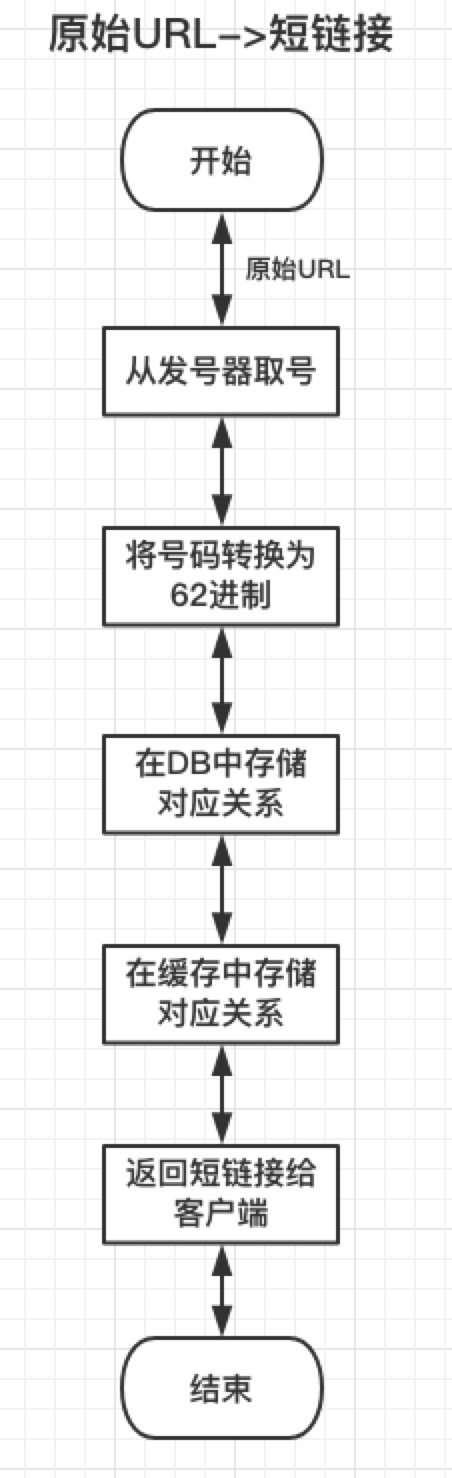 原始URL->短链接
开始
原始URL
从发号器取号
将号码转换为
62进制
在DB中存储
对应关系
在缓存中存储
对应关系
返回短链接给
客户端
结束